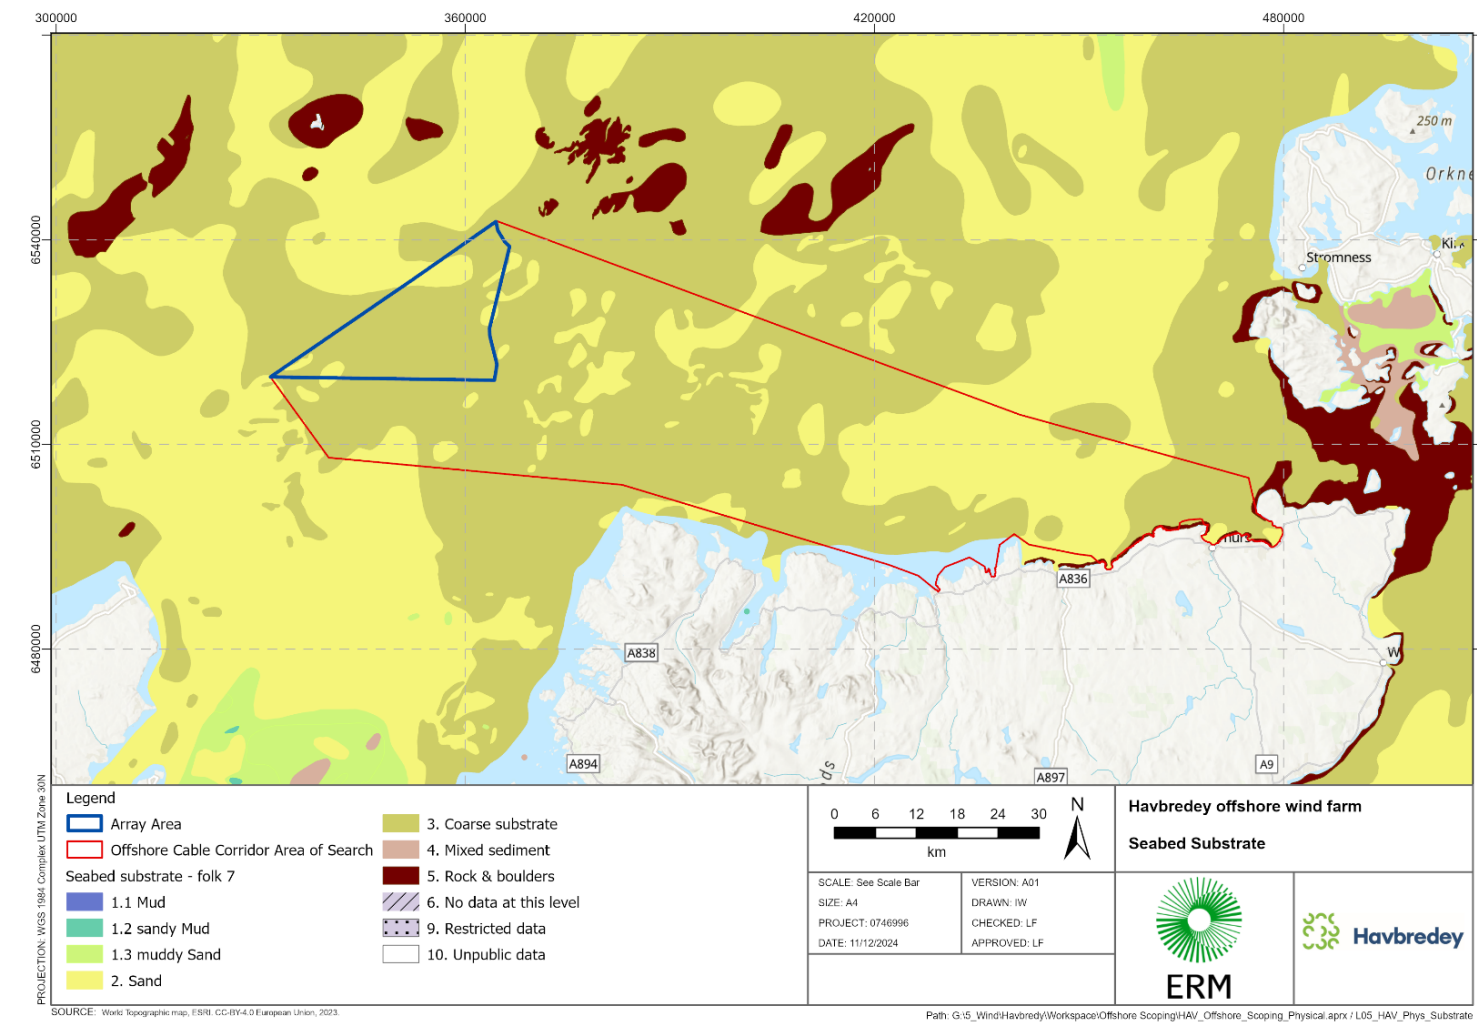 300000
360000
420000
480000
250 m
Orkne
6540000
Stromness
Ki
6510000
Thurs
A836
6480000
A838
W
A894
ds
A897
A9
PROJECTION: WGS 1984 Complex UTM Zone 30N
Legend
Array Area
Offshore Cable Corridor Area of Search
Seabed substrate - folk 7
1.1 Mud
1.2 sandy Mud
1.3 muddy Sand
2. Sand
3. Coarse substrate
4. Mixed sediment
5. Rock & boulders
6. No data at this level
9. Restricted data
10. Unpublic data
0 6 12 18 24 30
km
N
SCALE: See Scale Bar
SIZE: A4
PROJECT: 0746996
DATE: 11/12/2024
VERSION: A01
DRAWN: IW
CHECKED: LF
APPROVED: LF
Havbredey offshore wind farm
Seabed Substrate
ERM
Havbredey
SOURCE: World Topographic map, ESRI. CC-BY-4.0 European Union, 2023.
Path: G:\5_Wind\Havbredy\Workspace\Offshore Scoping\HAV_Offshore_Scoping_Physical.aprx / L05_HAV_Phys_Substrate